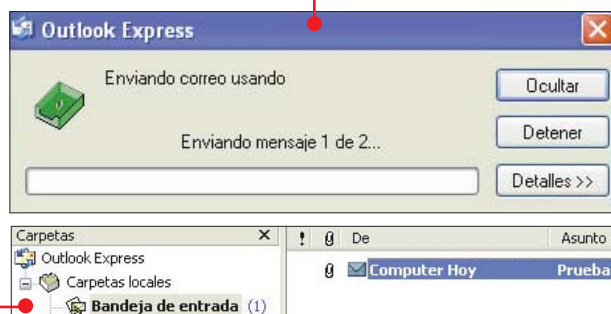 Outlook Express
Enviando correo usando
Ocultar
Enviando mensaje 1 de 2...
Detener
Detalles >>
Carpetas
! De Asunto
Outlook Express
Carpetas locales
Computer Hoy Prueba
Bandeja de entrada (1)